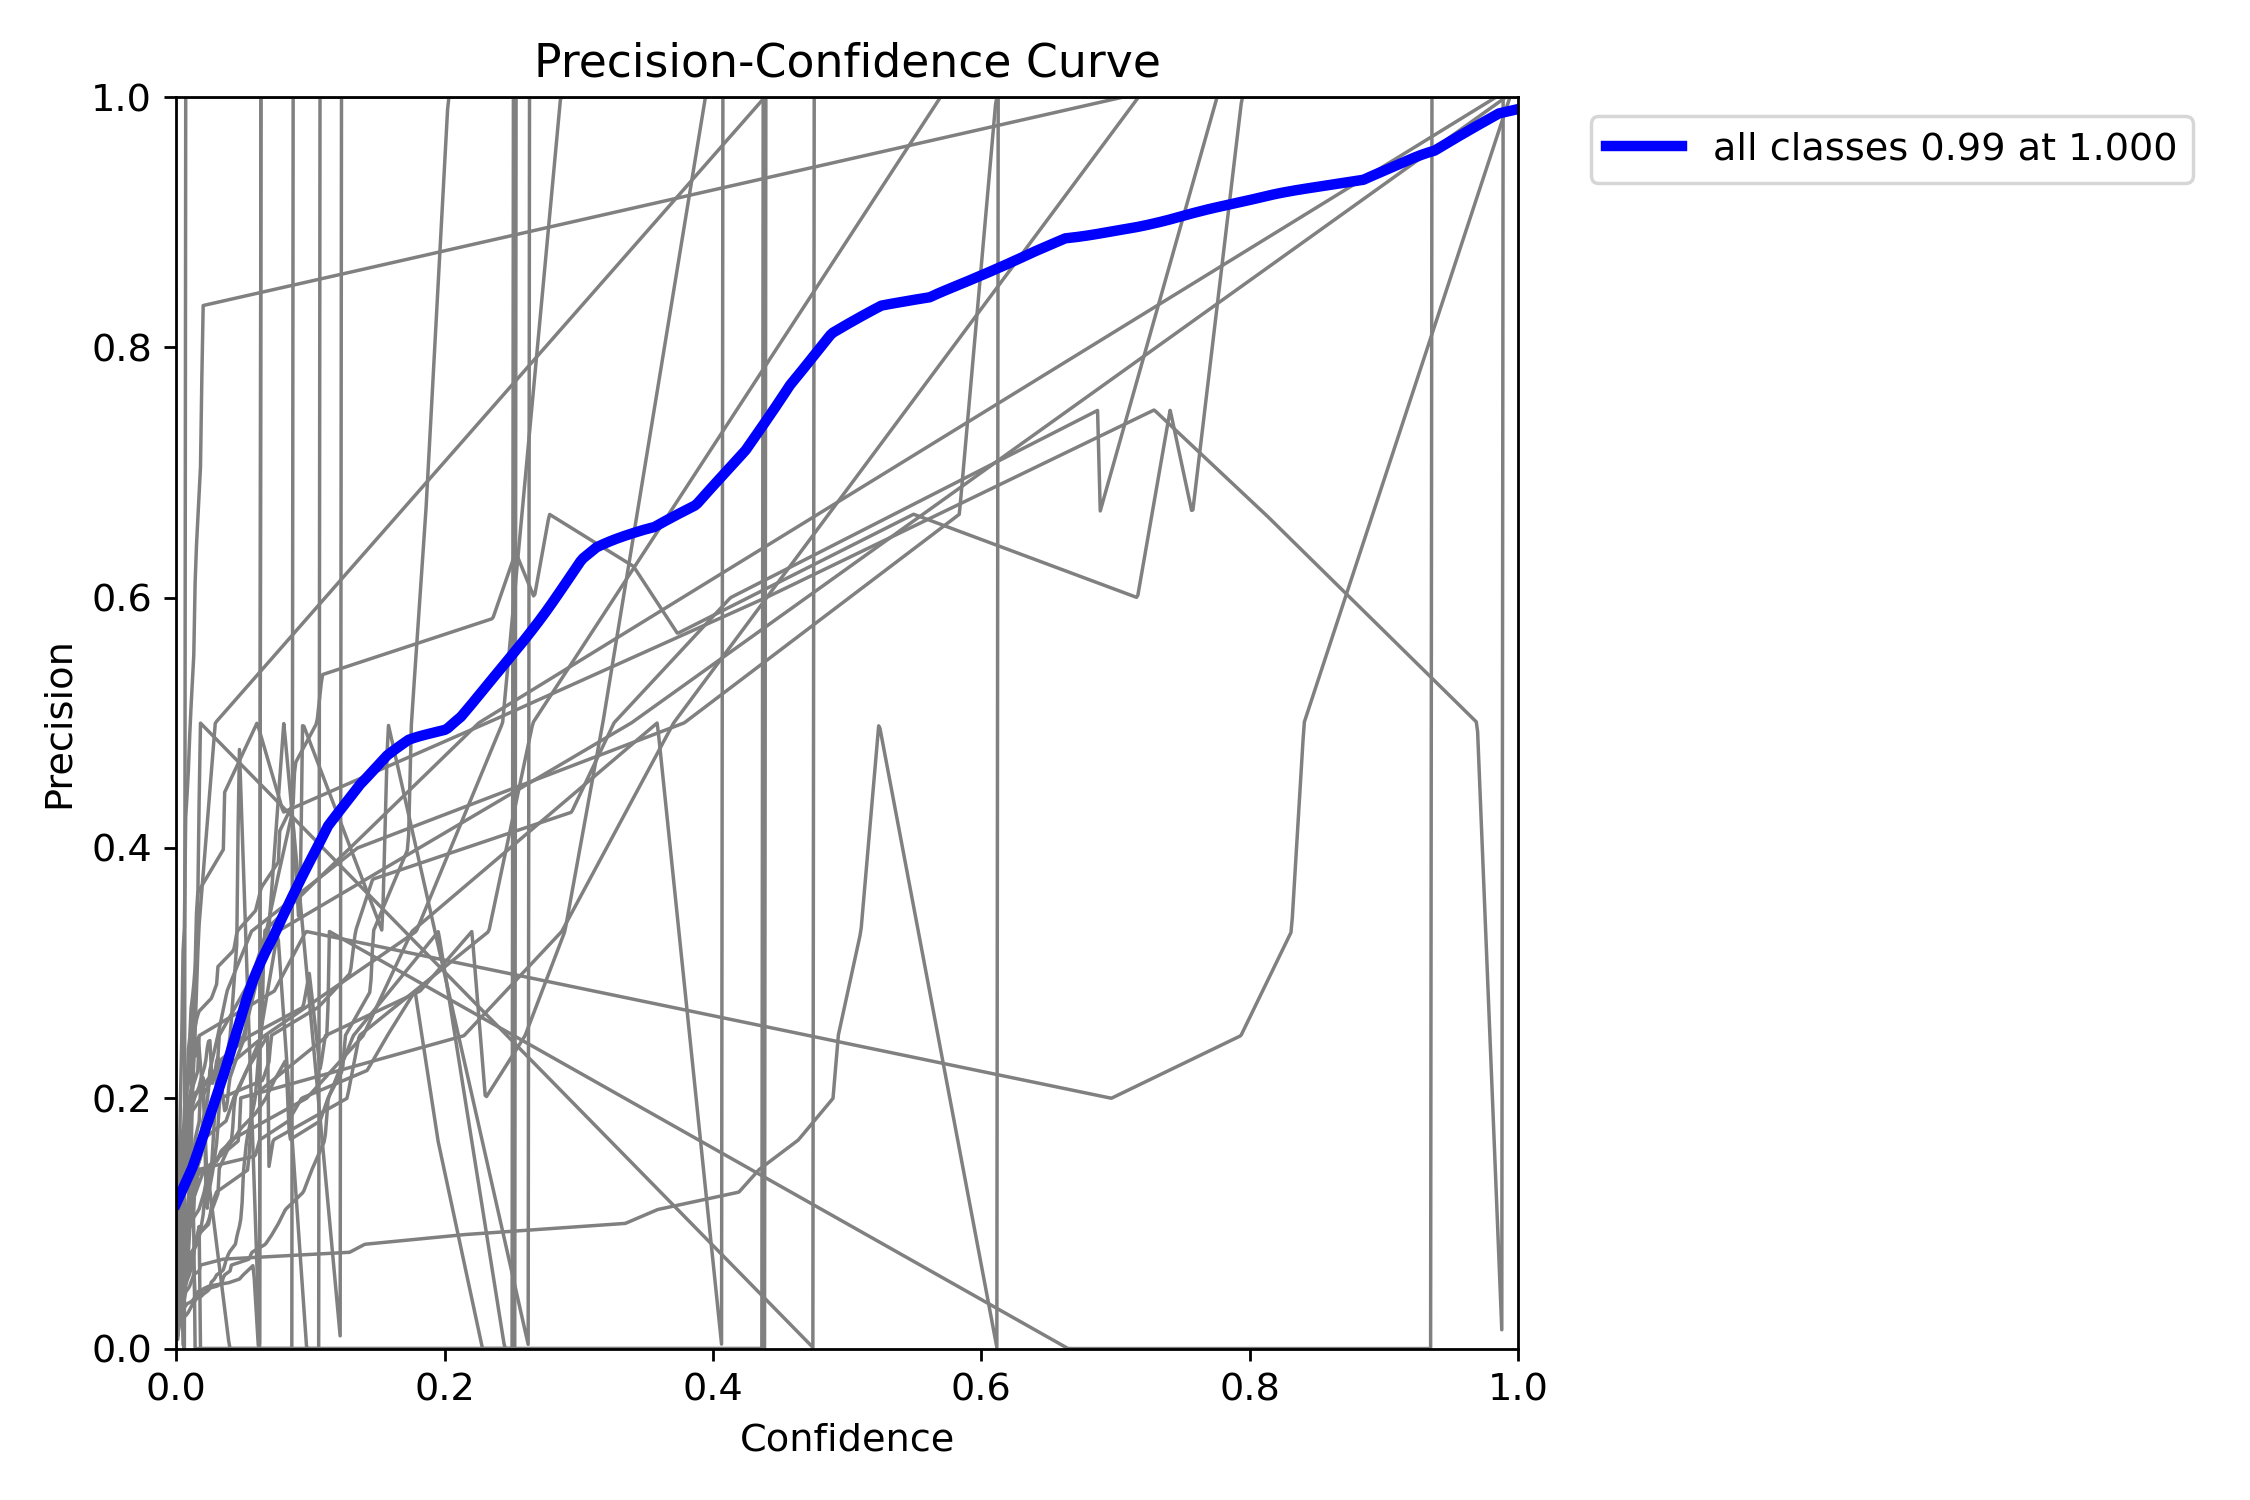 Precision-Confidence Curve
all classes 0.99 at 1.000
1.0
0.8
0.6
0.4
0.2
0.0
Precision
0.0 0.2 0.4 0.6 0.8 1.0
Confidence